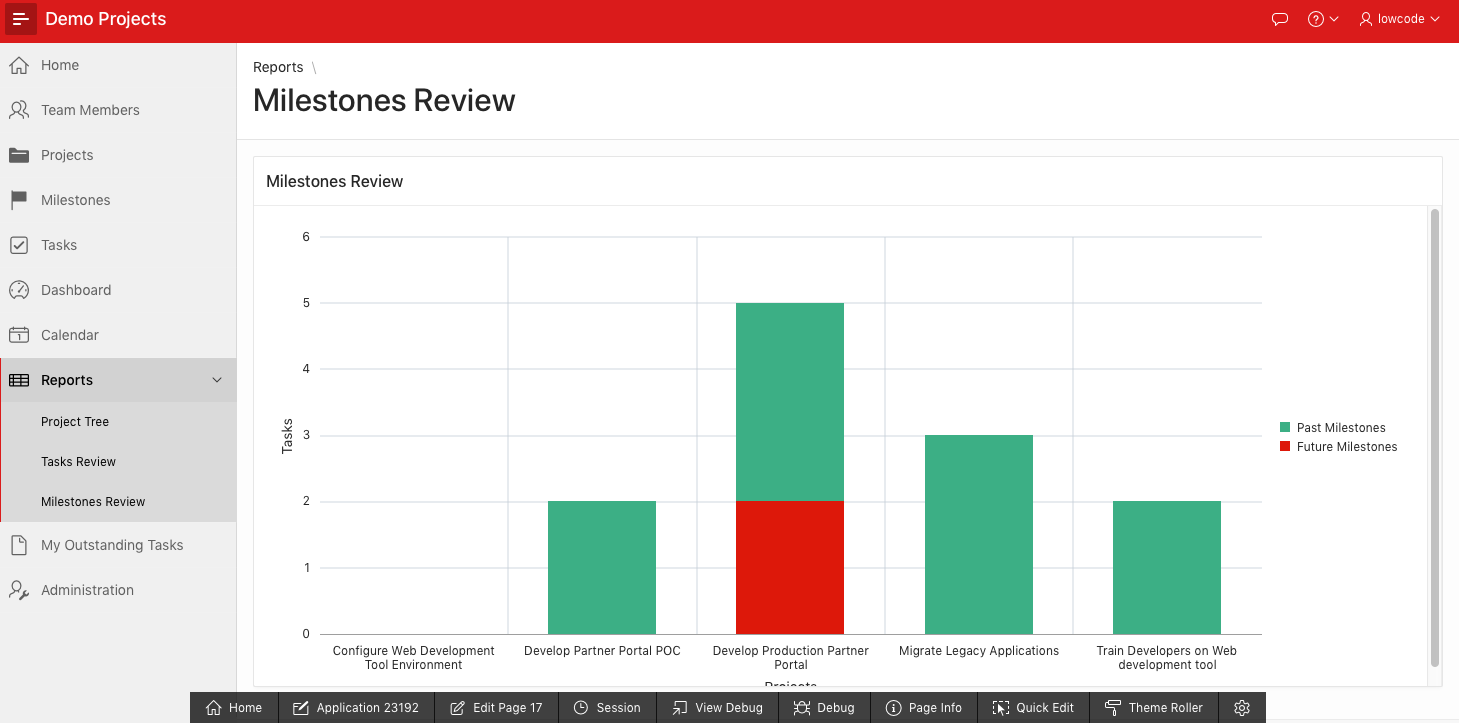 Demo Projects
lowcode
Home
Team Members
Projects
Milestones
Tasks
Dashboard
Calendar
Reports
Project Tree
Tasks Review
Milestones Review
My Outstanding Tasks
Administration
Reports \
Milestones Review
Milestones Review
6
5
4
3
2
1
0
Tasks
Configure Web Development
Tool Environment
Develop Partner Portal POC
Develop Production Partner
Portal
Migrate Legacy Applications
Train Developers on Web
development tool
Projects
Past Milestones
Future Milestones
Home
Application 23192
Edit Page 17
Session
View Debug
Debug
Page Info
Quick Edit
Theme Roller